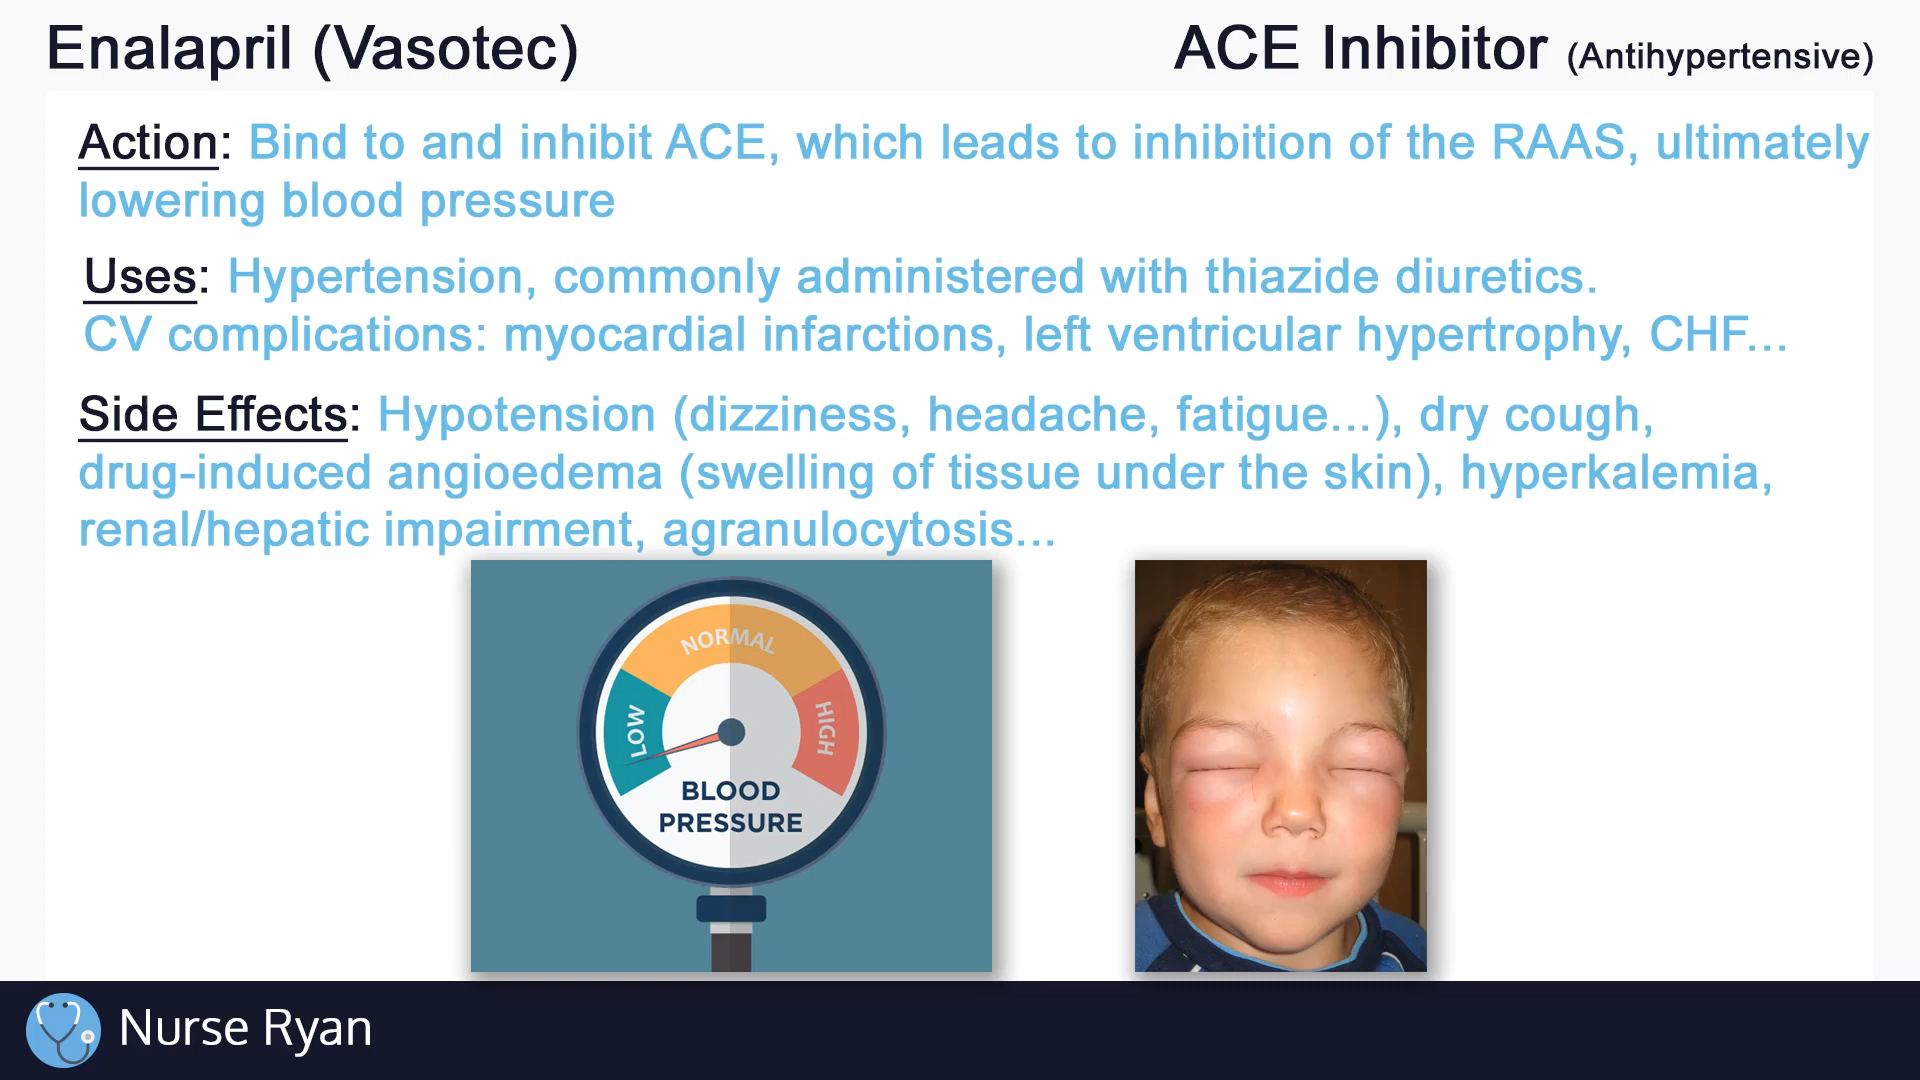 Enalapril (Vasotec)
ACE Inhibitor (Antihypertensive)
Action: Bind to and inhibit ACE, which leads to inhibition of the RAAS, ultimately
lowering blood pressure
Uses: Hypertension, commonly administered with thiazide diuretics.
CV complications: myocardial infarctions, left ventricular hypertrophy, CHF...
Side Effects: Hypotension (dizziness, headache, fatigue...), dry cough,
drug-induced angioedema (swelling of tissue under the skin), hyperkalemia,
renal/hepatic impairment, agranulocytosis...
NORMAL
LOW
HIGH
BLOOD
PRESSURE
Nurse Ryan